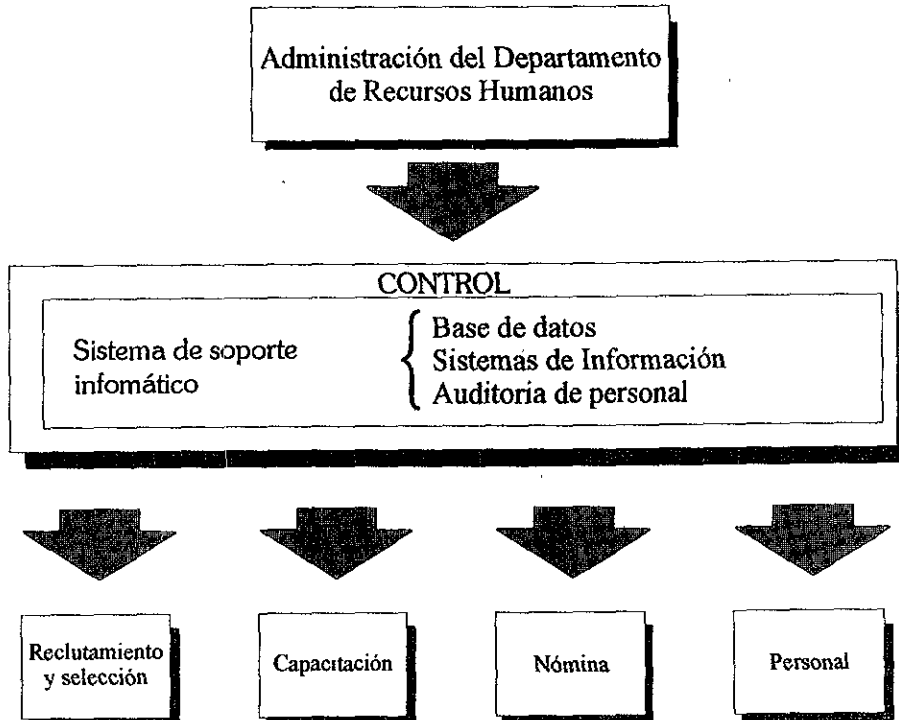 Administración del Departamento
de Recursos Humanos
CONTROL
Sistema de soporte
infomático
Base de datos
Sistemas de Información
Auditoría de personal
Reclutamiento
y selección
Capacitación
Nómina
Personal